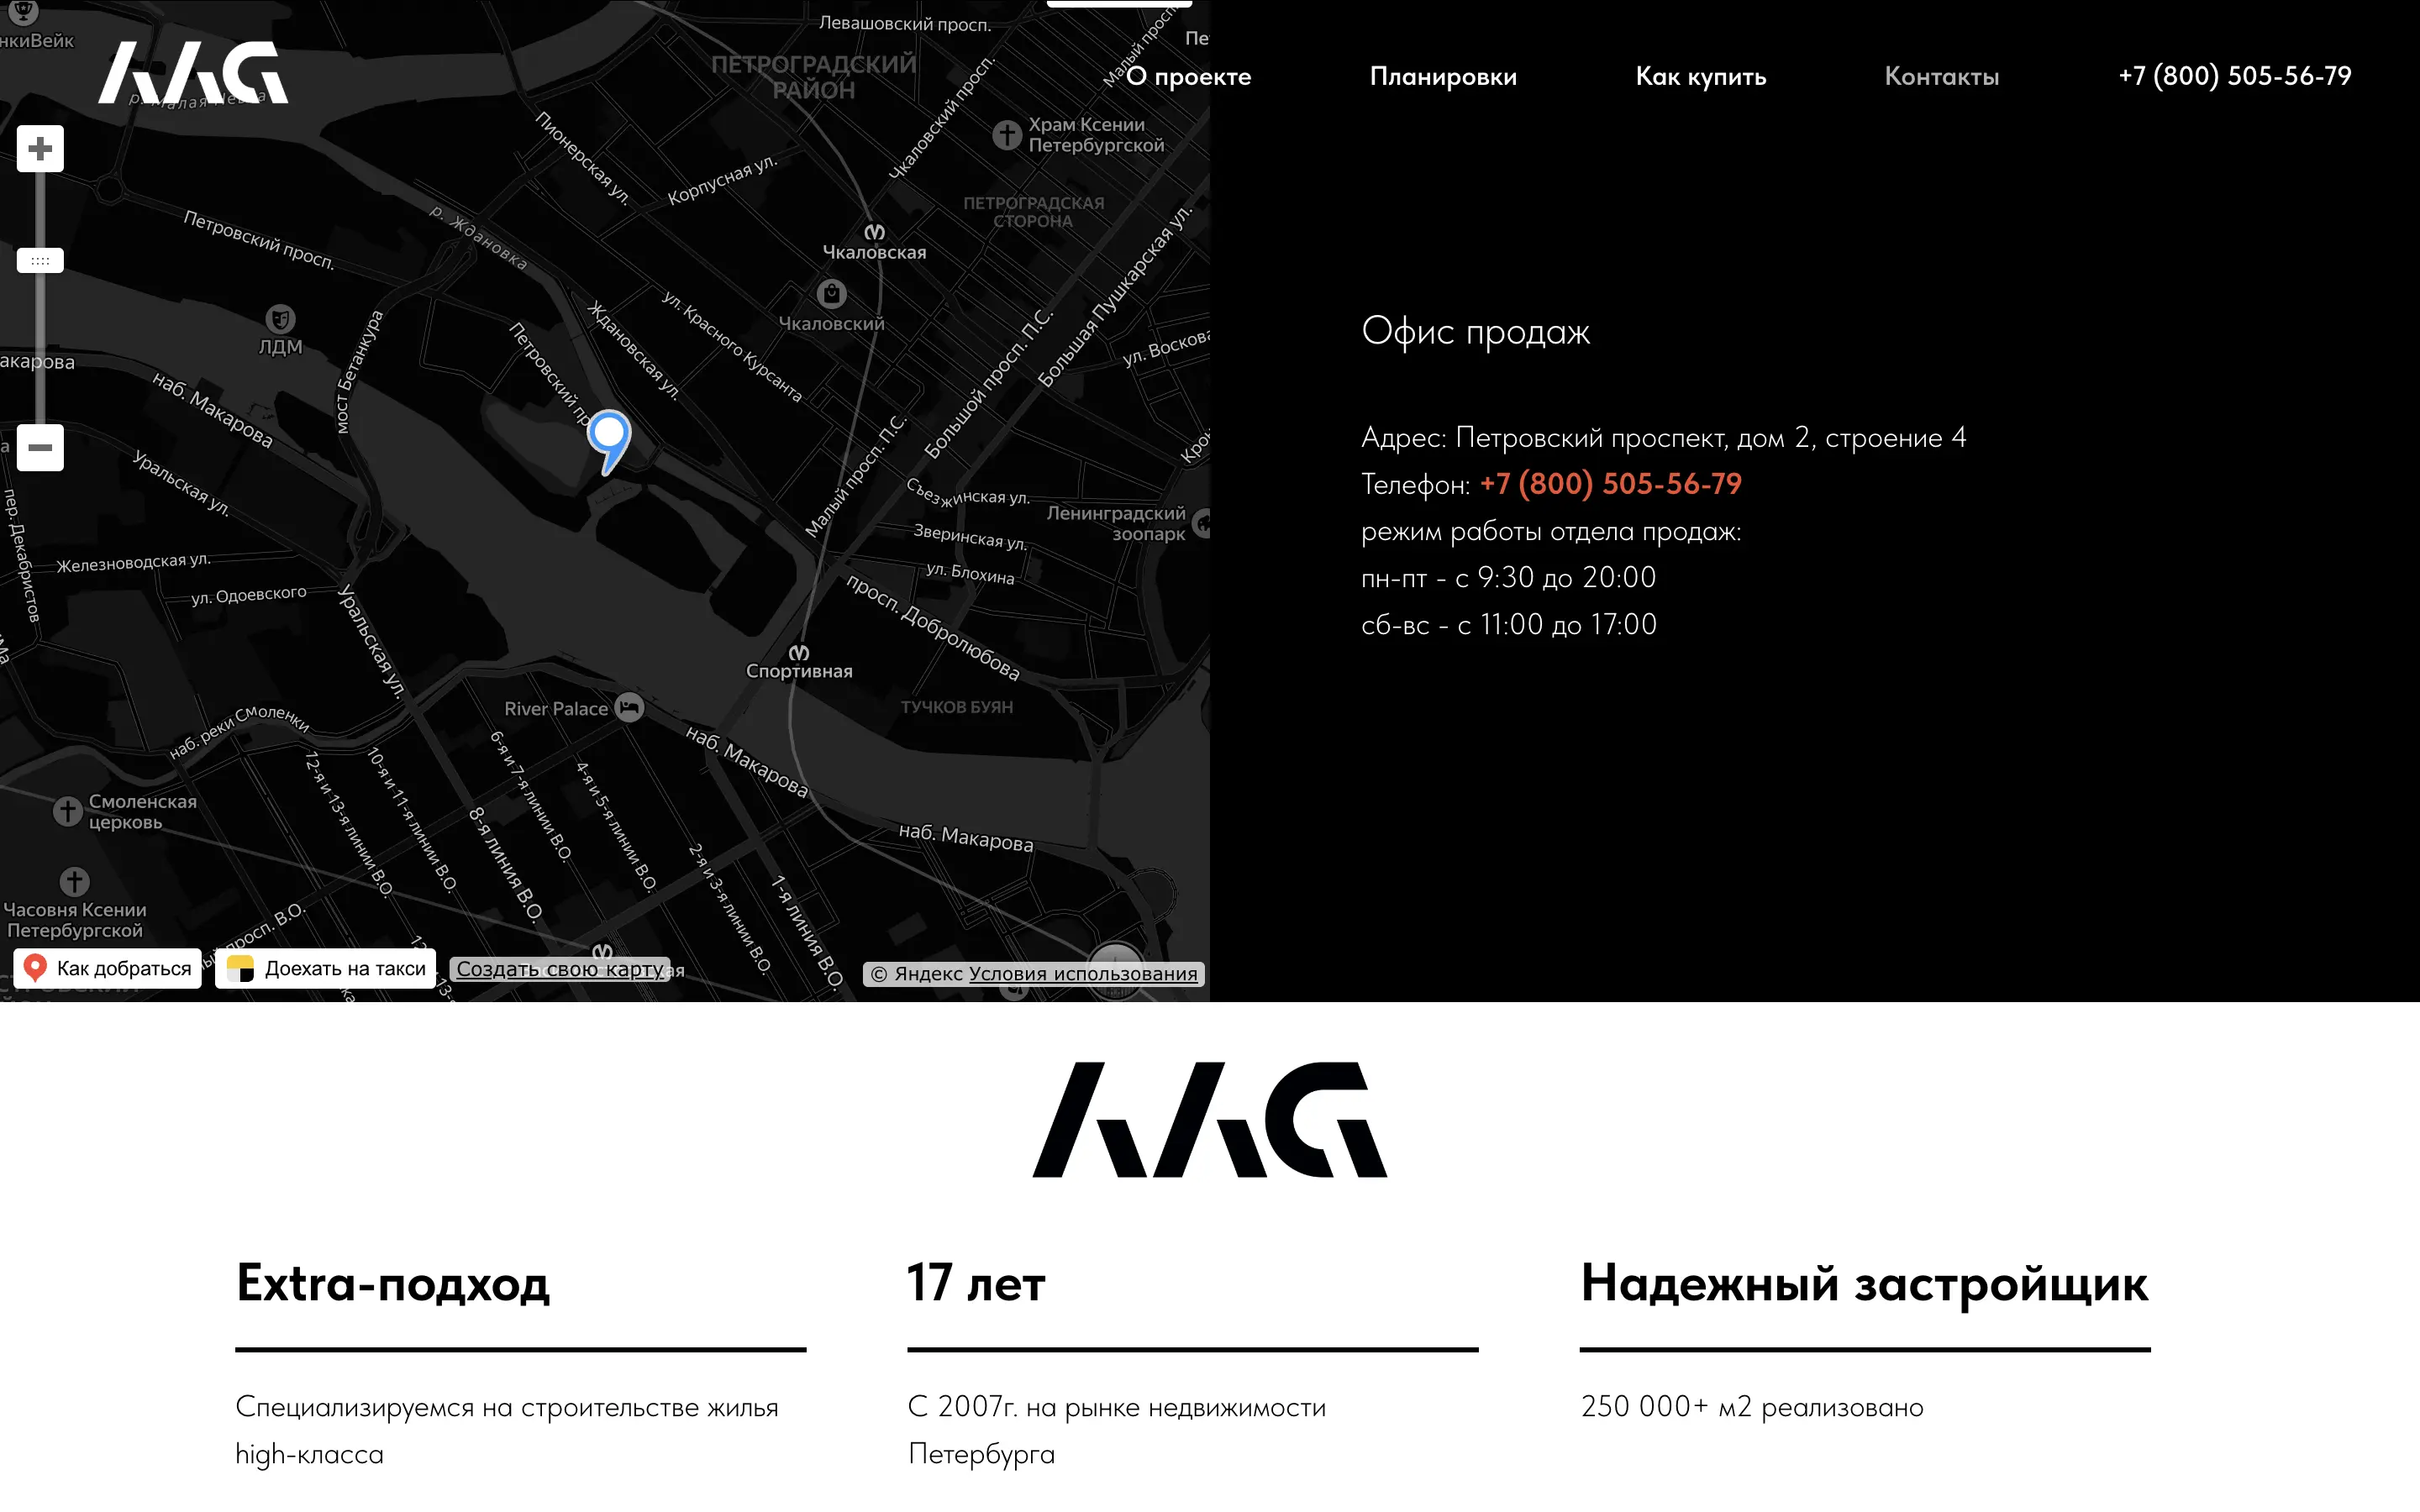 О проекте
Планировки
Как купить
Контакты
+7 (800) 505-56-79
Левашовский просп.
ПЕТРОГРАДСКИЙ
РАЙОН
Малый просп.
р. Малая Невка
Чкаловский просп.
Храм Ксении
Петербургской
Пионерская ул.
Корпусная ул.
ПЕТРОГРАДСКАЯ
СТОРОНА
Петровский просп.
р. Ждановка
Чкаловская
Большая Пушкарская ул.
ЛДМ
мост Бетанкура
Петровский пр
Ждановская ул.
ул. Красного Курсанта
Чкаловский
Большой просп. П.С.
ул. Воскова
наб. Макарова
Малый просп. П.С.
Уральская ул.
пер. Декабристов
Съезжинская ул.
Зверинская ул.
ул. Блохина
Ленинградский
зоопарк
Железноводская ул.
ул. Одоевского
Уральская ул.
просп. Добролюбова
Спортивная
River Palace
ТУЧКОВ БУЯН
наб. реки Смоленки
наб. Макарова
Смоленская
церковь
12-я и 13-я линии В.О.
10-я и 11-я линии В.О.
8-я линия В.О.
6-я и 7-я линии В.О.
4-я и 5-я линии В.О.
2-я и 3-я линии В.О.
1-я линия В.О.
наб. Макарова
Часовня Ксении
Петербургской
просп. В.О.
Как добраться
Доехать на такси
Создать свою карту
© Яндекс Условия использования
Офис продаж
Адрес: Петровский проспект, дом 2, строение 4
Телефон: +7 (800) 505-56-79
режим работы отдела продаж:
пн-пт - с 9:30 до 20:00
сб-вс - с 11:00 до 17:00
Extra-подход
Специализируемся на строительстве жилья
high-класса
17 лет
С 2007г. на рынке недвижимости
Петербурга
Надежный застройщик
250 000+ м2 реализовано